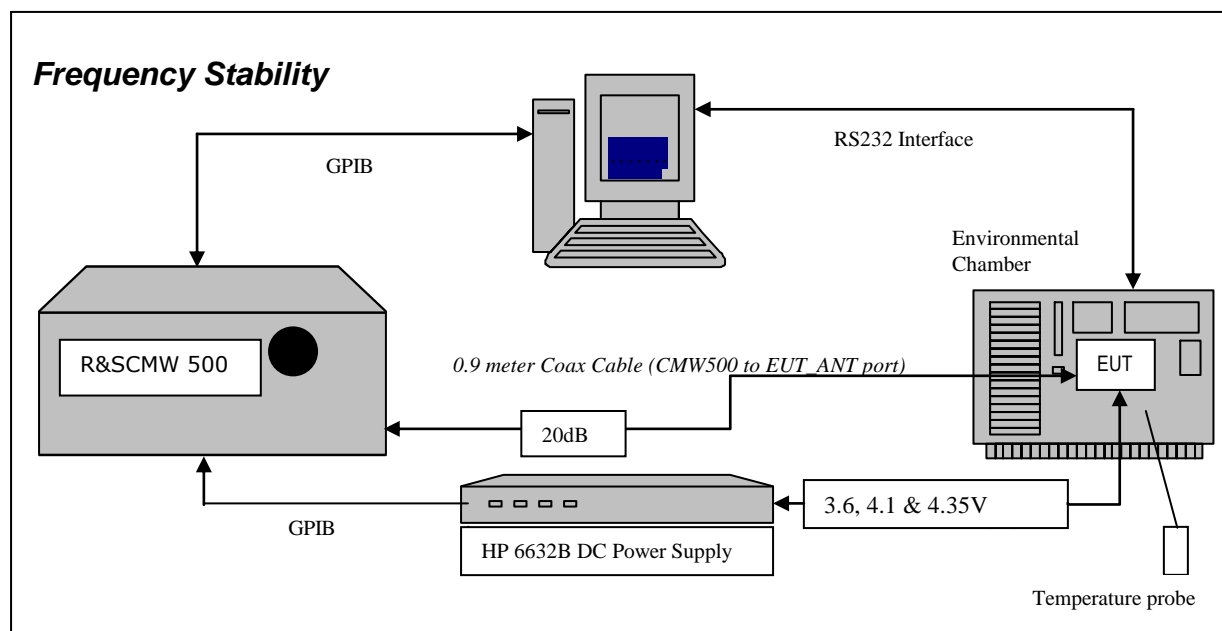 Frequency Stability
RS232 Interface
GPIB
Environmental
Chamber
R&SCMW 500
0.9 meter Coax Cable (CMW500 to EUT_ANT port)
EUT
20dB
3.6, 4.1 & 4.35V
GPIB
HP 6632B DC Power Supply
Temperature probe